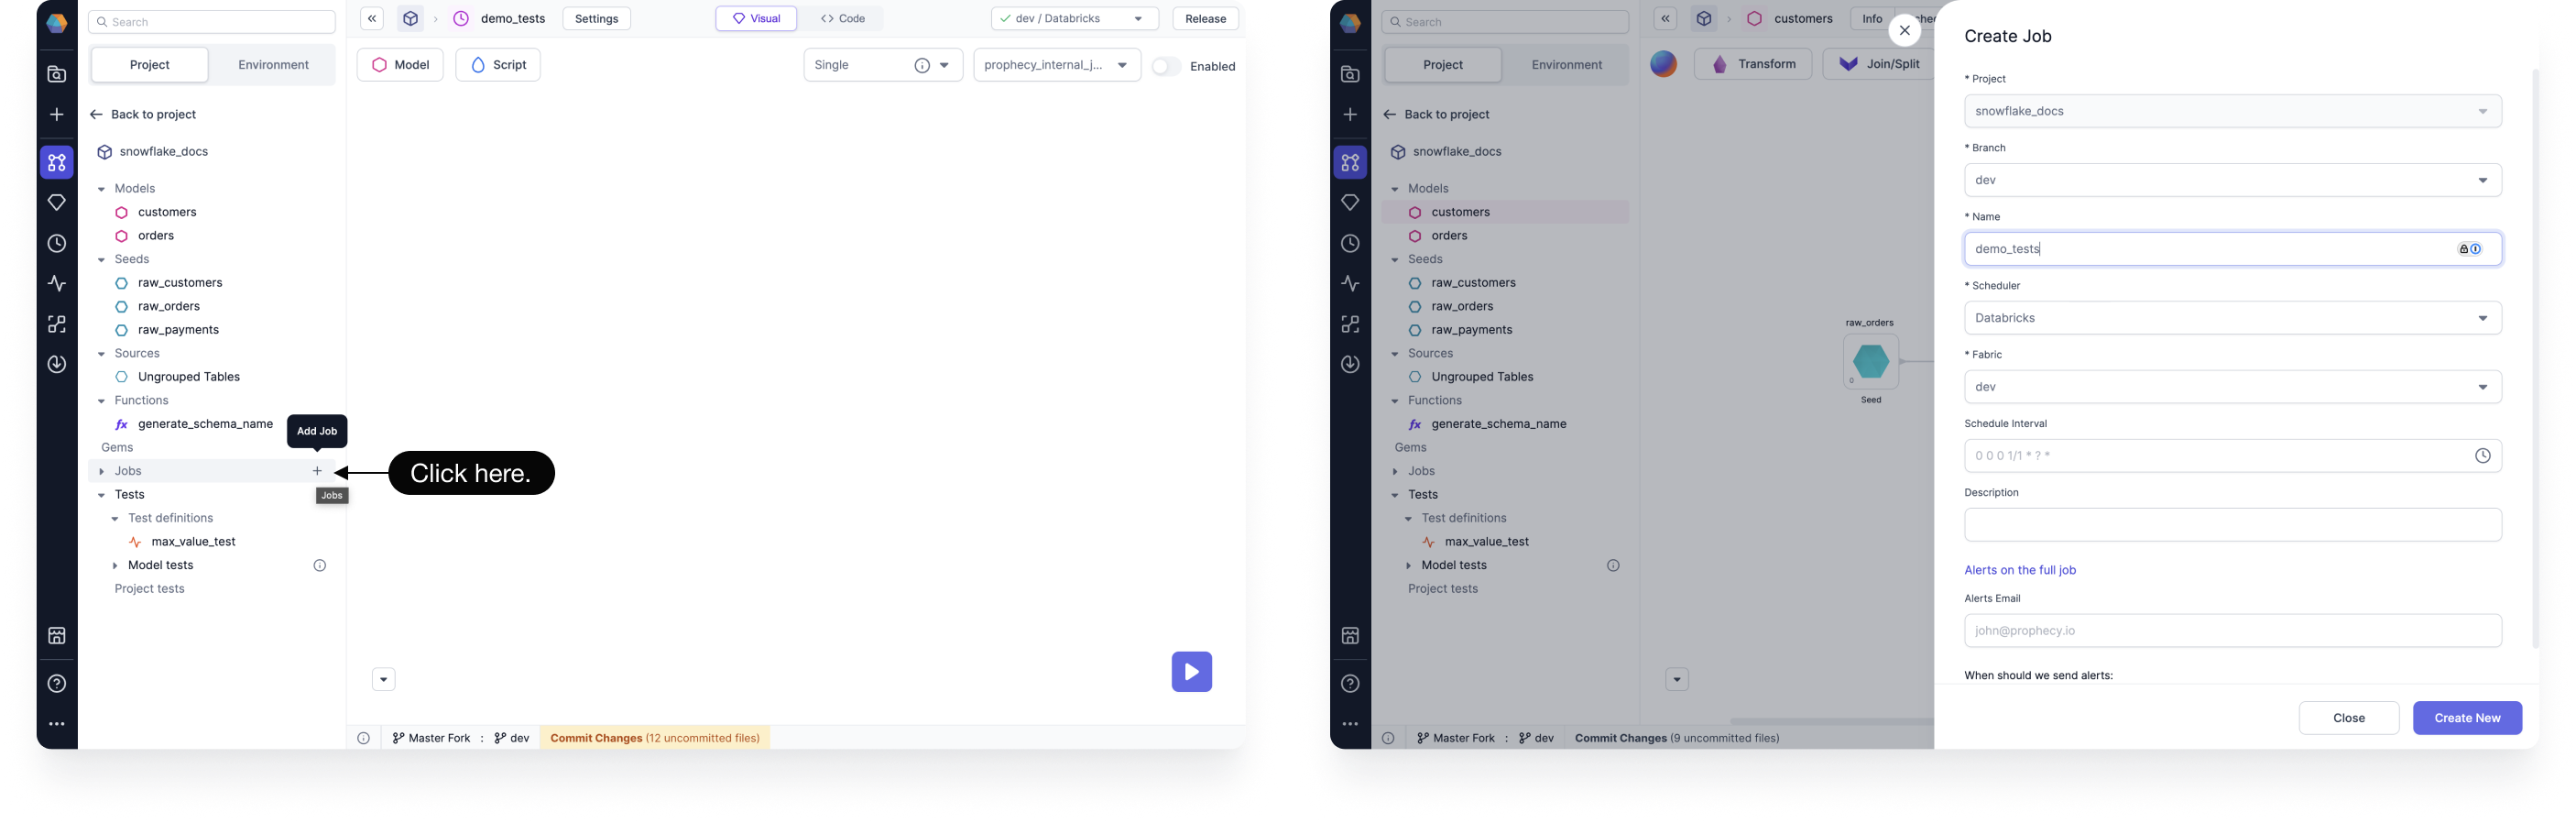 Search
demo_tests
Settings
Visual
Code
dev / Databricks
Release
Project
Environment
Model
Script
Single
prophecy_internal_j...
Enabled
Back to project
snowflake_docs
Models
customers
orders
Seeds
raw_customers
raw_orders
raw_payments
Sources
Ungrouped Tables
Functions
fx generate_schema_name
Add Job
Gems
Jobs
Click here.
Jobs
Tests
Test definitions
max_value_test
Model tests
Project tests
Master Fork : dev
Commit Changes (12 uncommitted files)
Search
customers
Info
Project
Environment
Transform
Join/Split
Back to project
snowflake_docs
Models
customers
orders
Seeds
raw_customers
raw_orders
raw_payments
Sources
Ungrouped Tables
Functions
fx generate_schema_name
Gems
Jobs
Tests
Test definitions
max_value_test
Model tests
Project tests
raw_orders
0
Seed
Master Fork : dev
Commit Changes (9 uncommitted files)
Create Job
* Project
snowflake_docs
* Branch
dev
* Name
demo_tests
* Scheduler
Databricks
* Fabric
dev
Schedule Interval
0 0 0 1/1 * ? *
Description
Alerts on the full job
Alerts Email
john@prophecy.io
When should we send alerts:
Close
Create New